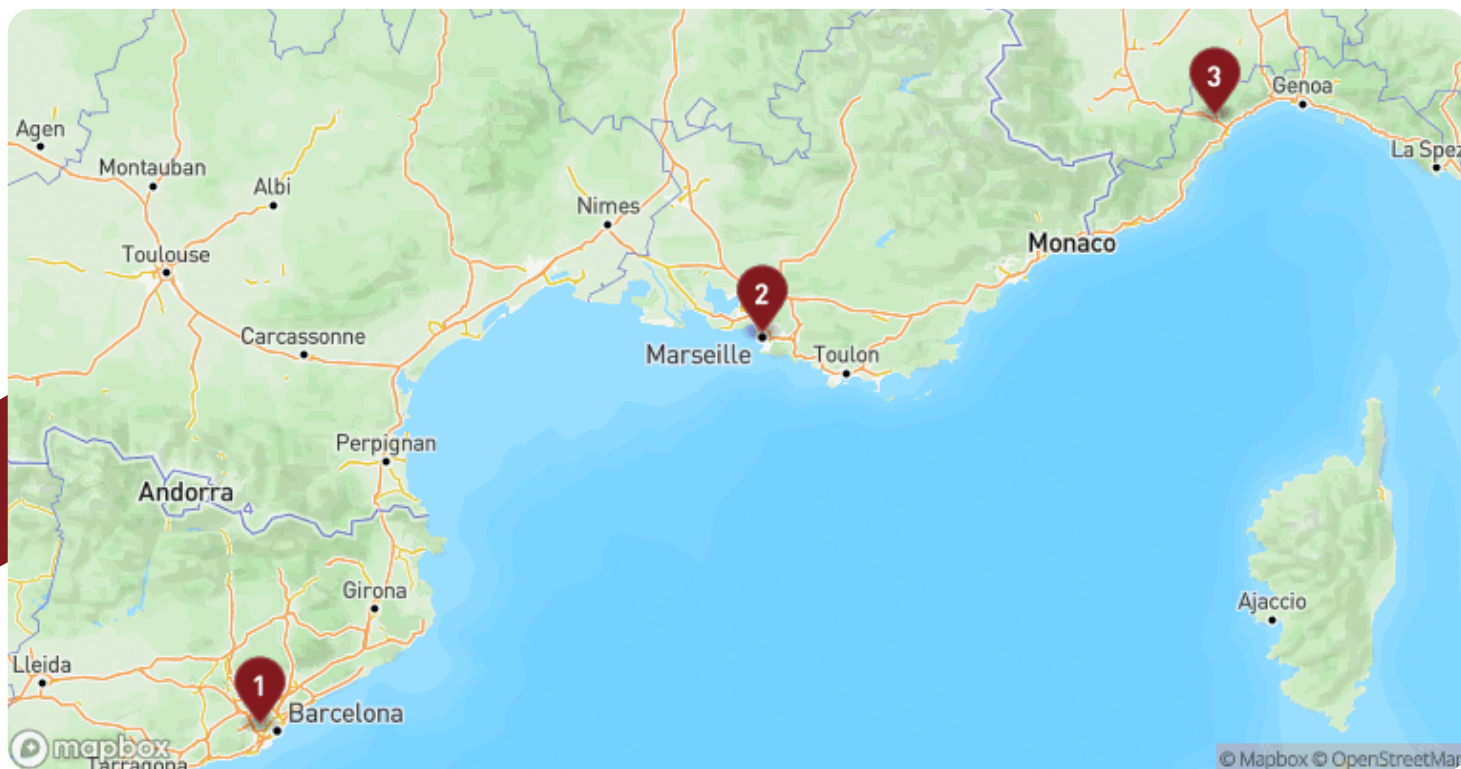 3
Genoa
Agen
La Spez
Montauban
Albi
Nimes
Toulouse
Monaco
2
Carcassonne
Marseille
Toulon
Perpignan
Andorra
Girona
Ajaccio
Lleida
1
Barcelona
mapbox
Tarragona
© Mapbox © OpenStreetMap